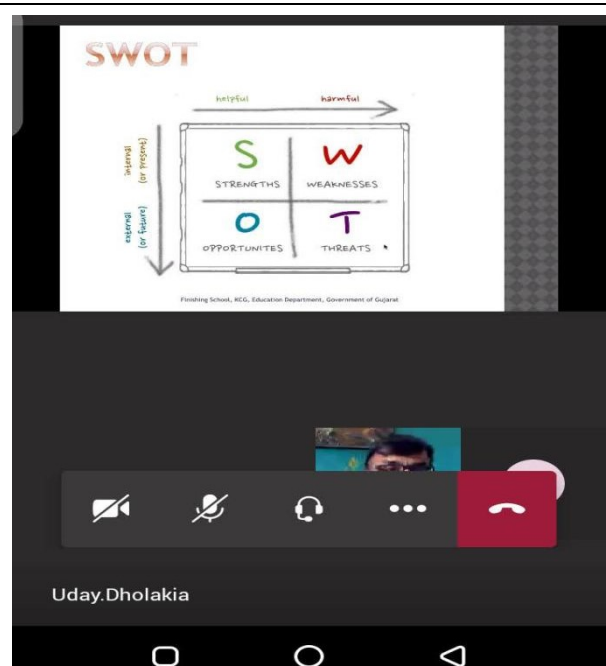 SWOT
helpful harmful
internal
(or present)
S W
STRENGTHS WEAKNESSES
external
(or future)
O T
OPPORTUNITES THREATS
Finishing School, KCG, Education Department, Government of Gujarat
Uday.Dholakia